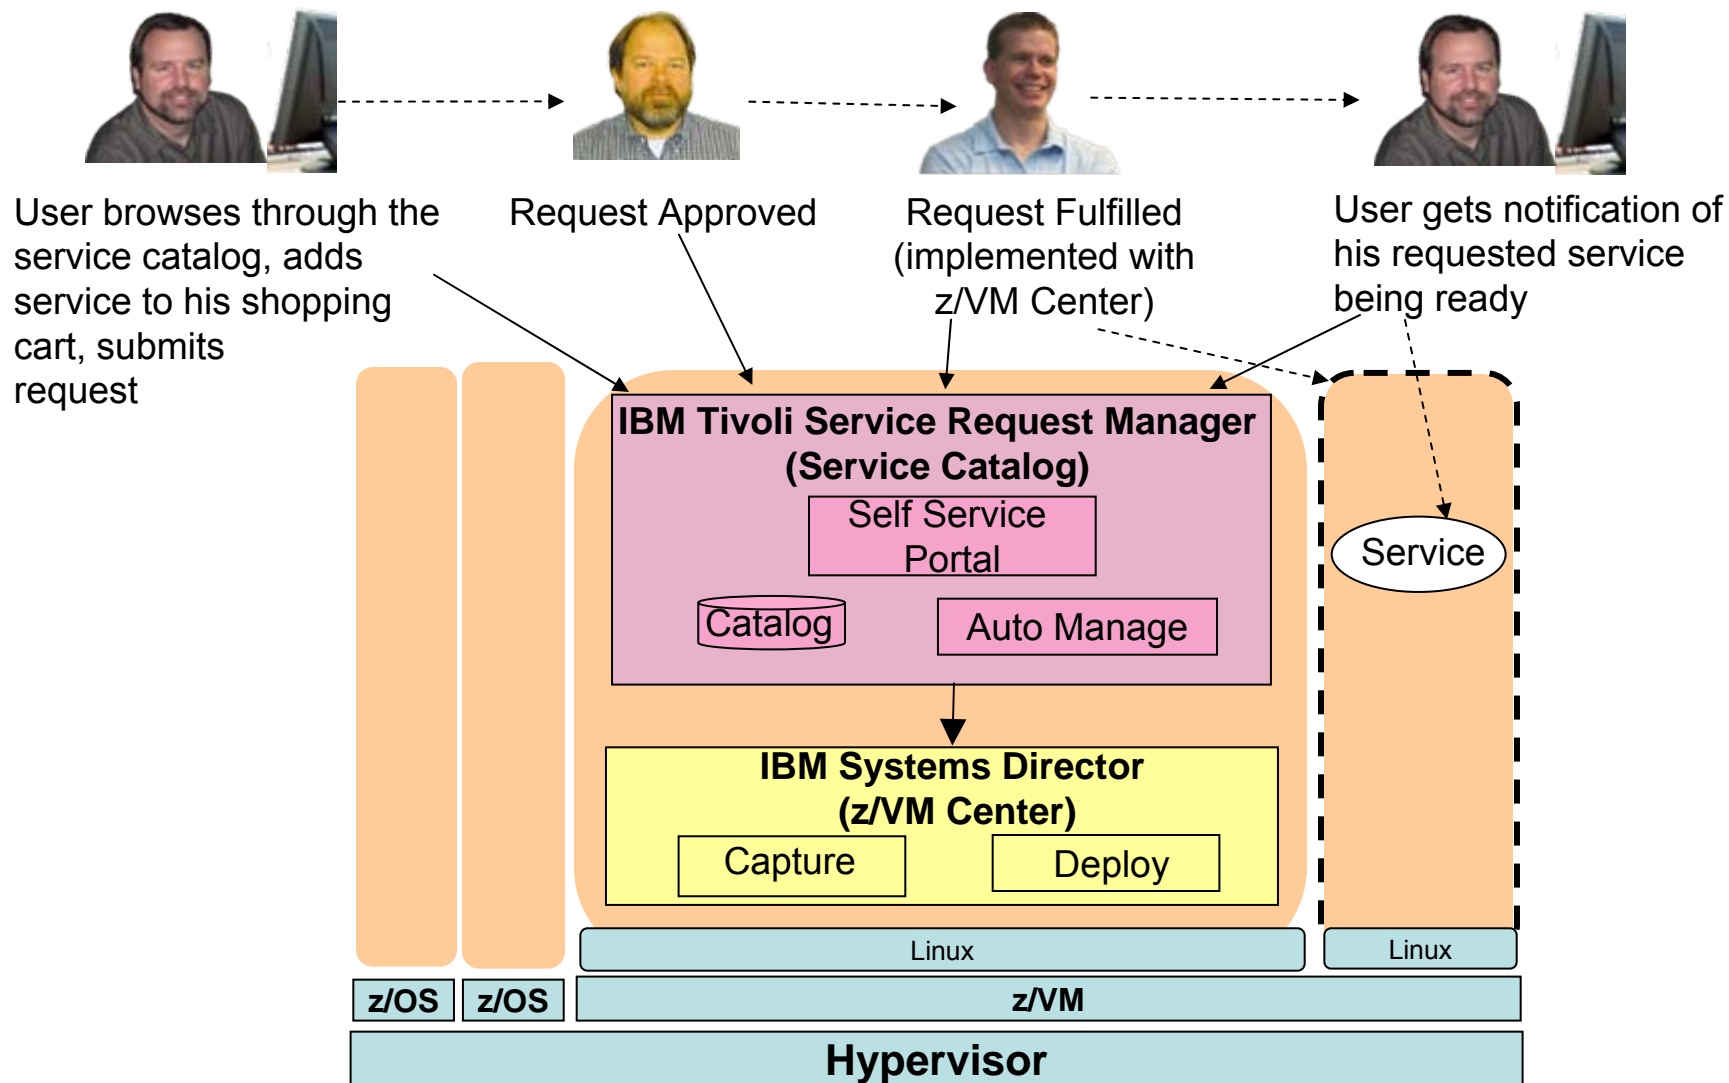 User browses through the
service catalog, adds
service to his shopping
cart, submits
request
Request Approved
Request Fulfilled
(implemented with
z/VM Center)
User gets notification of
his requested service
being ready
IBM Tivoli Service Request Manager
(Service Catalog)
Self Service
Portal
Catalog
Auto Manage
Service
IBM Systems Director
(z/VM Center)
Capture
Deploy
Linux
Linux
z/OS
z/OS
z/VM
Hypervisor